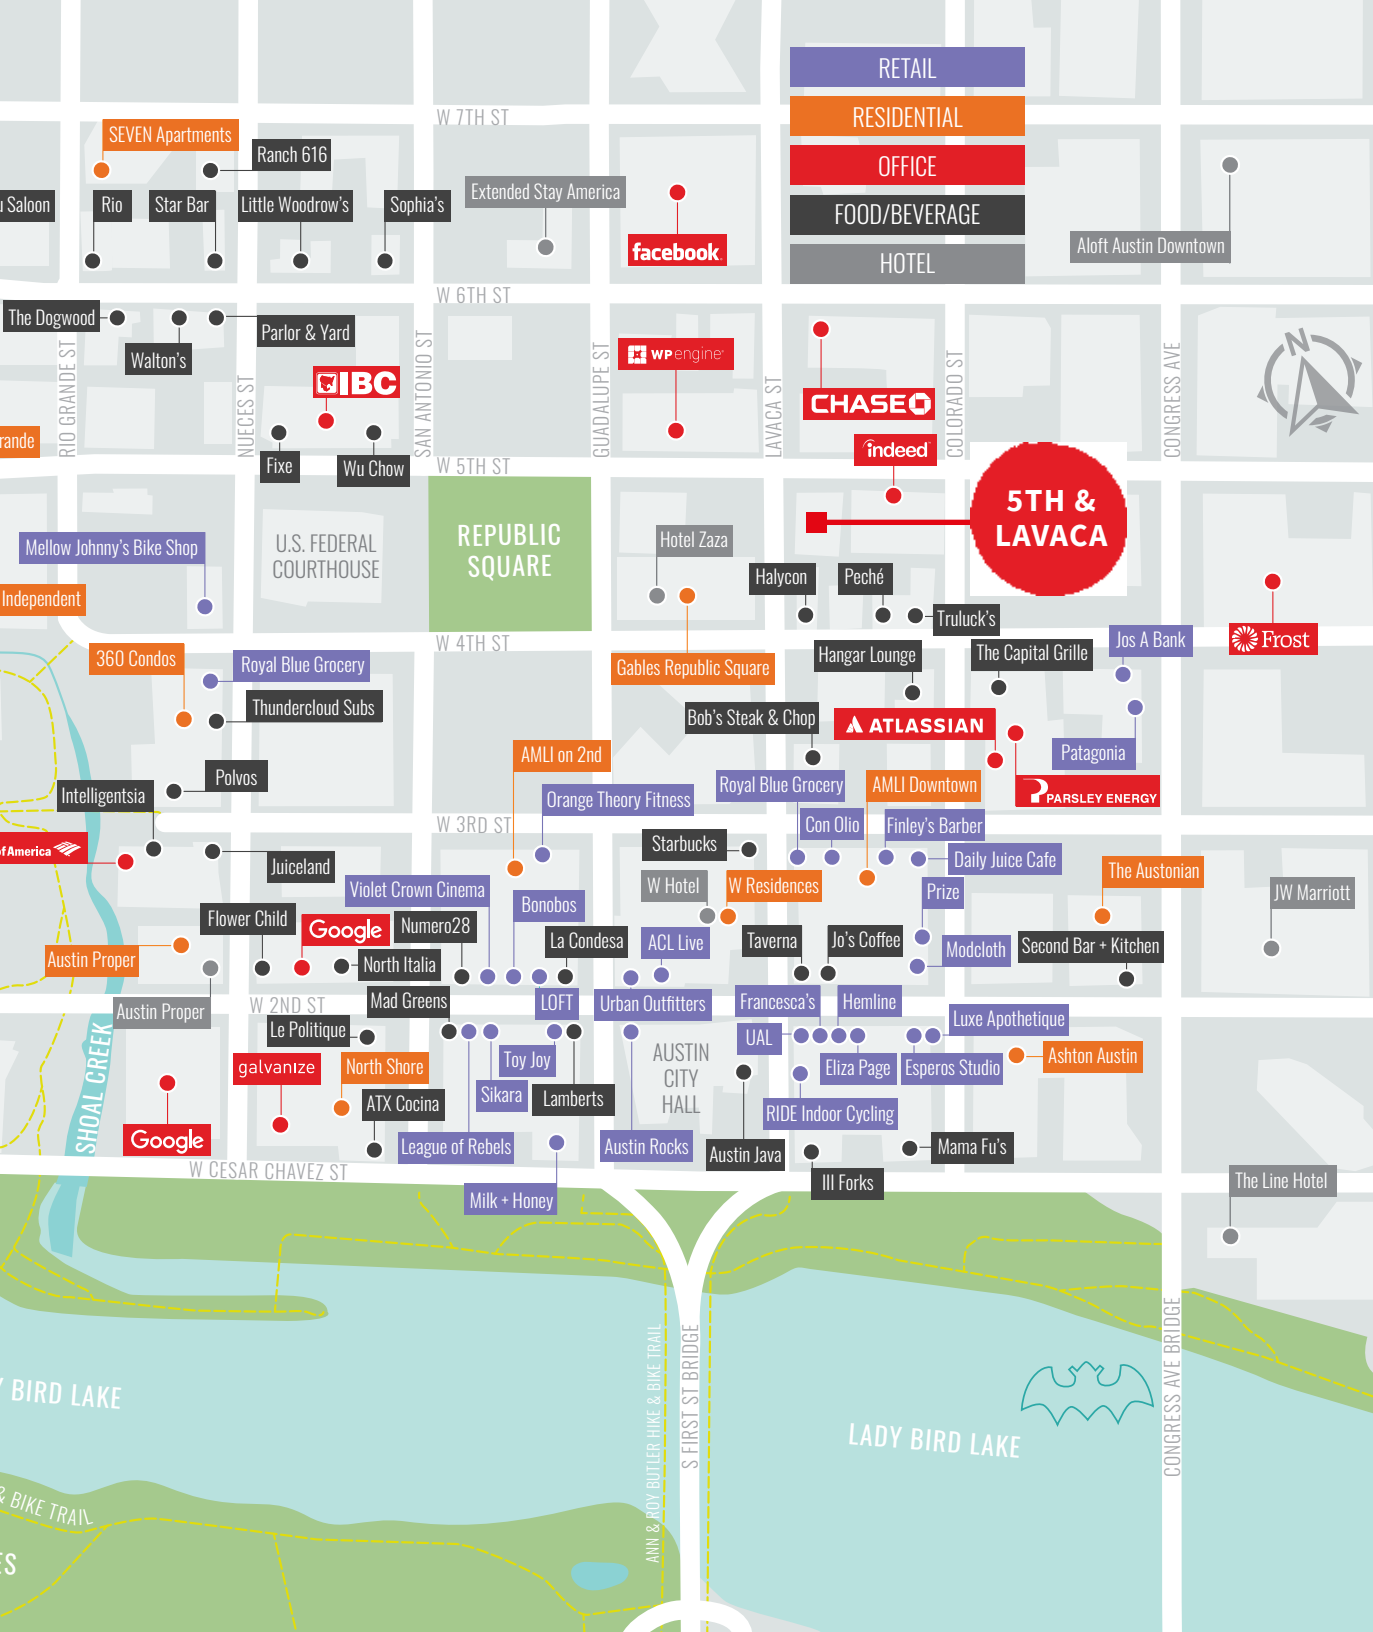 RETAIL
RESIDENTIAL
OFFICE
FOOD/BEVERAGE
HOTEL
W 7TH ST
SEVEN Apartments
Ranch 616
Saloon
Rio
Star Bar
Little Woodrow's
Sophia's
Extended Stay America
facebook
Aloft Austin Downtown
W 6TH ST
The Dogwood
Walton's
Parlor & Yard
IBC
WP engine
CHASE
indeed
N
RIO GRANDE ST
NUECES ST
SAN ANTONIO ST
GUADALUPE ST
LAVACA ST
COLORADO ST
CONGRESS AVE
Fixe
Wu Chow
W 5TH ST
5TH &
LAVACA
REPUBLIC
SQUARE
U.S. FEDERAL
COURTHOUSE
Mellow Johnny's Bike Shop
Independent
Hotel Zaza
Halycon
Peché
Truluck's
Frost
W 4TH ST
360 Condos
Royal Blue Grocery
Thundercloud Subs
Gables Republic Square
Hangar Lounge
The Capital Grille
Jos A Bank
Bob's Steak & Chop
ATLASSIAN
Patagonia
PARSLEY ENERGY
AMLI on 2nd
Orange Theory Fitness
Royal Blue Grocery
AMLI Downtown
Polvos
Intelligentsia
W 3RD ST
Con Olio
Finley's Barber
Starbucks
Daily Juice Cafe
of America
Juiceland
Violet Crown Cinema
Bonobos
W Hotel
W Residences
Prize
The Austonian
JW Marriott
Flower Child
Google
Numero28
La Condesa
ACL Live
Taverna
Jo's Coffee
Modcloth
Second Bar + Kitchen
Austin Proper
North Italia
Austin Proper
W 2ND ST
Mad Greens
LOFT
Urban Outfitters
Francesca's
Hemline
Luxe Apothetique
Le Politique
UAL
galvanize
North Shore
Toy Joy
AUSTIN
CITY
HALL
Eliza Page
Esperos Studio
Ashton Austin
ATX Cocina
Sikara
Lamberts
RIDE Indoor Cycling
SHOAL CREEK
Google
League of Rebels
Austin Rocks
Austin Java
Mama Fu's
W CESAR CHAVEZ ST
Milk + Honey
III Forks
The Line Hotel
BIRD LAKE
LADY BIRD LAKE
ANN & ROY BUTLER HIKE & BIKE TRAIL
S FIRST ST BRIDGE
CONGRESS AVE BRIDGE
& BIKE TRAIL